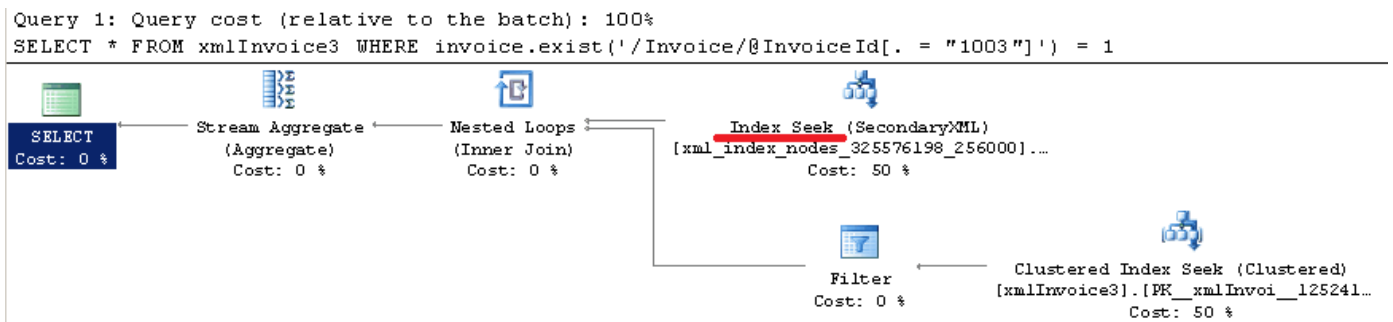 Query 1: Query cost (relative to the batch): 100%
SELECT * FROM xmlInvoice3 WHERE invoice.exist('/Invoice/@InvoiceId[. = "1003"]') = 1
SELECT
Cost: 0 %
Stream Aggregate
(Aggregate)
Cost: 0 %
Nested Loops
(Inner Join)
Cost: 0 %
Index Seek (SecondaryXML)
[xml_index_nodes_325576198_256000]....
Cost: 50 %
Filter
Cost: 0 %
Clustered Index Seek (Clustered)
[xmlInvoice3].[PK__xmlInvoi__125241...
Cost: 50 %